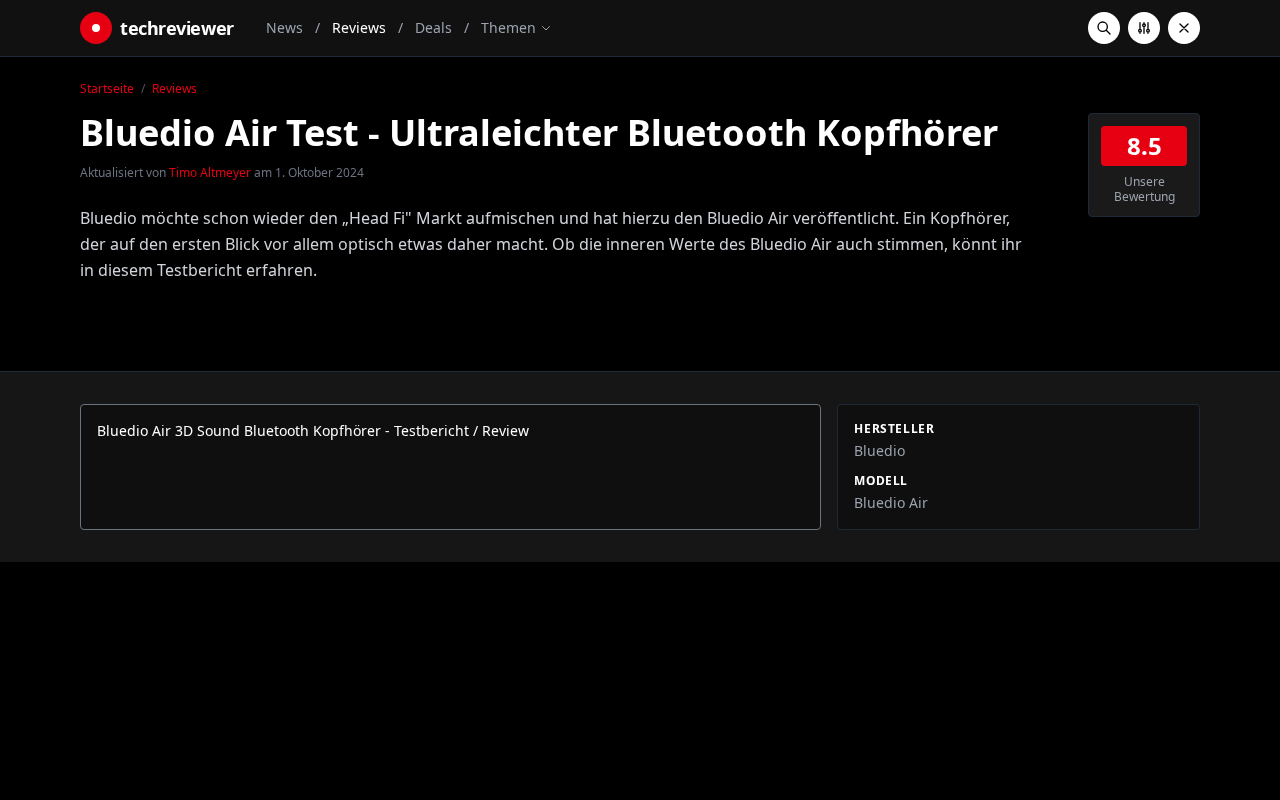 techreviewer
News / Reviews / Deals / Themen
Startseite / Reviews
Bluedio Air Test - Ultraleichter Bluetooth Kopfhörer
Aktualisiert von Timo Altmeyer am 1. Oktober 2024
8.5
Unsere
Bewertung
Bluedio möchte schon wieder den „Head Fi" Markt aufmischen und hat hierzu den Bluedio Air veröffentlicht. Ein Kopfhörer,
der auf den ersten Blick vor allem optisch etwas daher macht. Ob die inneren Werte des Bluedio Air auch stimmen, könnt ihr
in diesem Testbericht erfahren.
Bluedio Air 3D Sound Bluetooth Kopfhörer - Testbericht / Review
HERSTELLER
Bluedio
MODELL
Bluedio Air